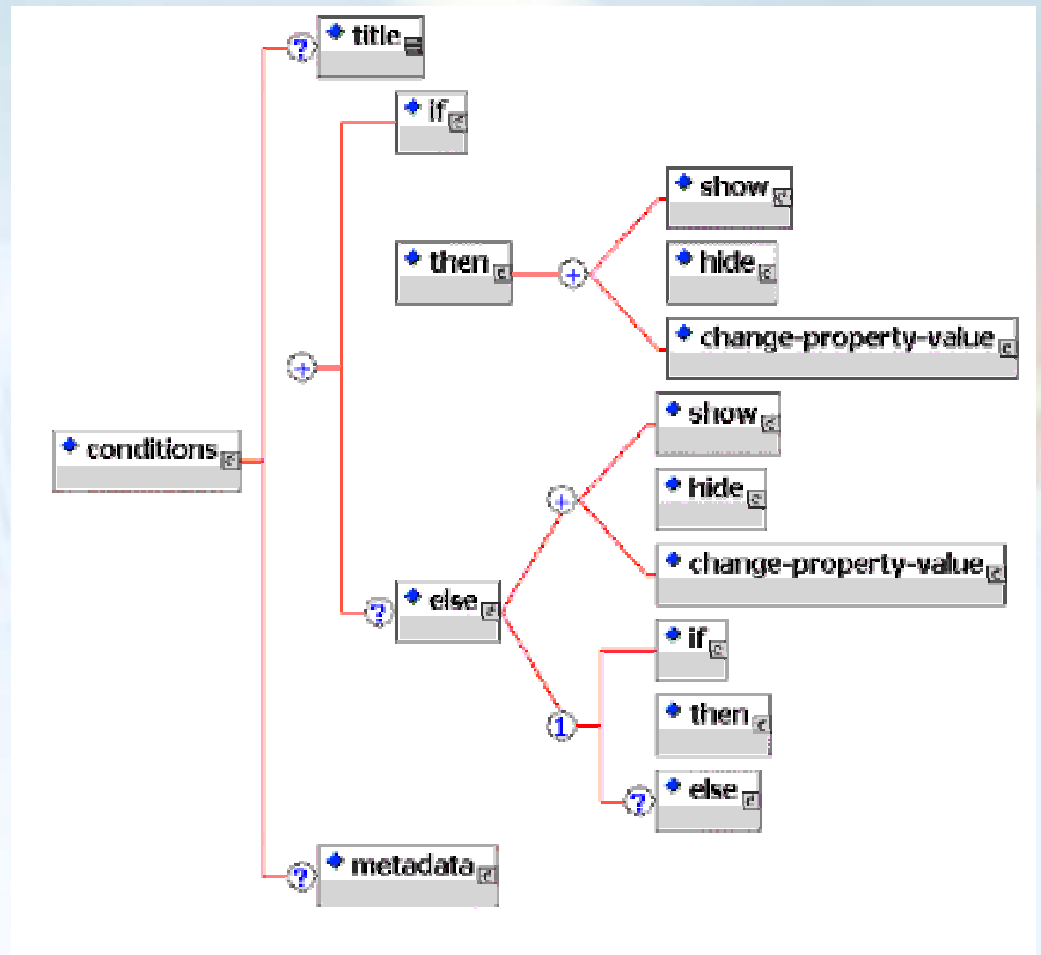 ? title
if
show
then +
hide
change-property-value
+
show
conditions
hide
+
change-property-value
? else
if
1
then
? else
? metadata